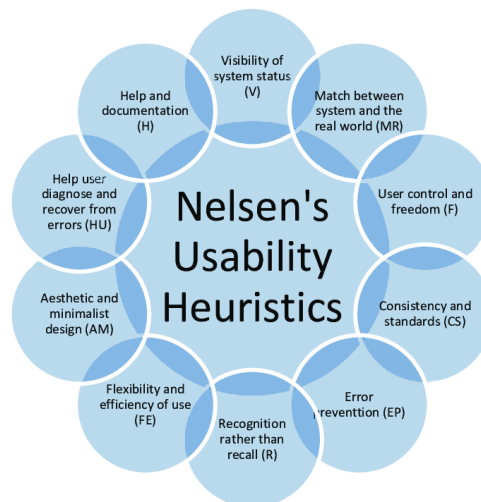 Nelsen's
Usability
Heuristics
Visibility of
system status
(V)
Match between
system and the
real world (MR)
User control and
freedom (F)
Consistency and
standards (CS)
Error
prevention (EP)
Recognition
rather than
recall (R)
Flexibility and
efficiency of use
(FE)
Aesthetic and
minimalist
design (AM)
Help user
diagnose and
recover from
errors (HU)
Help and
documentation
(H)